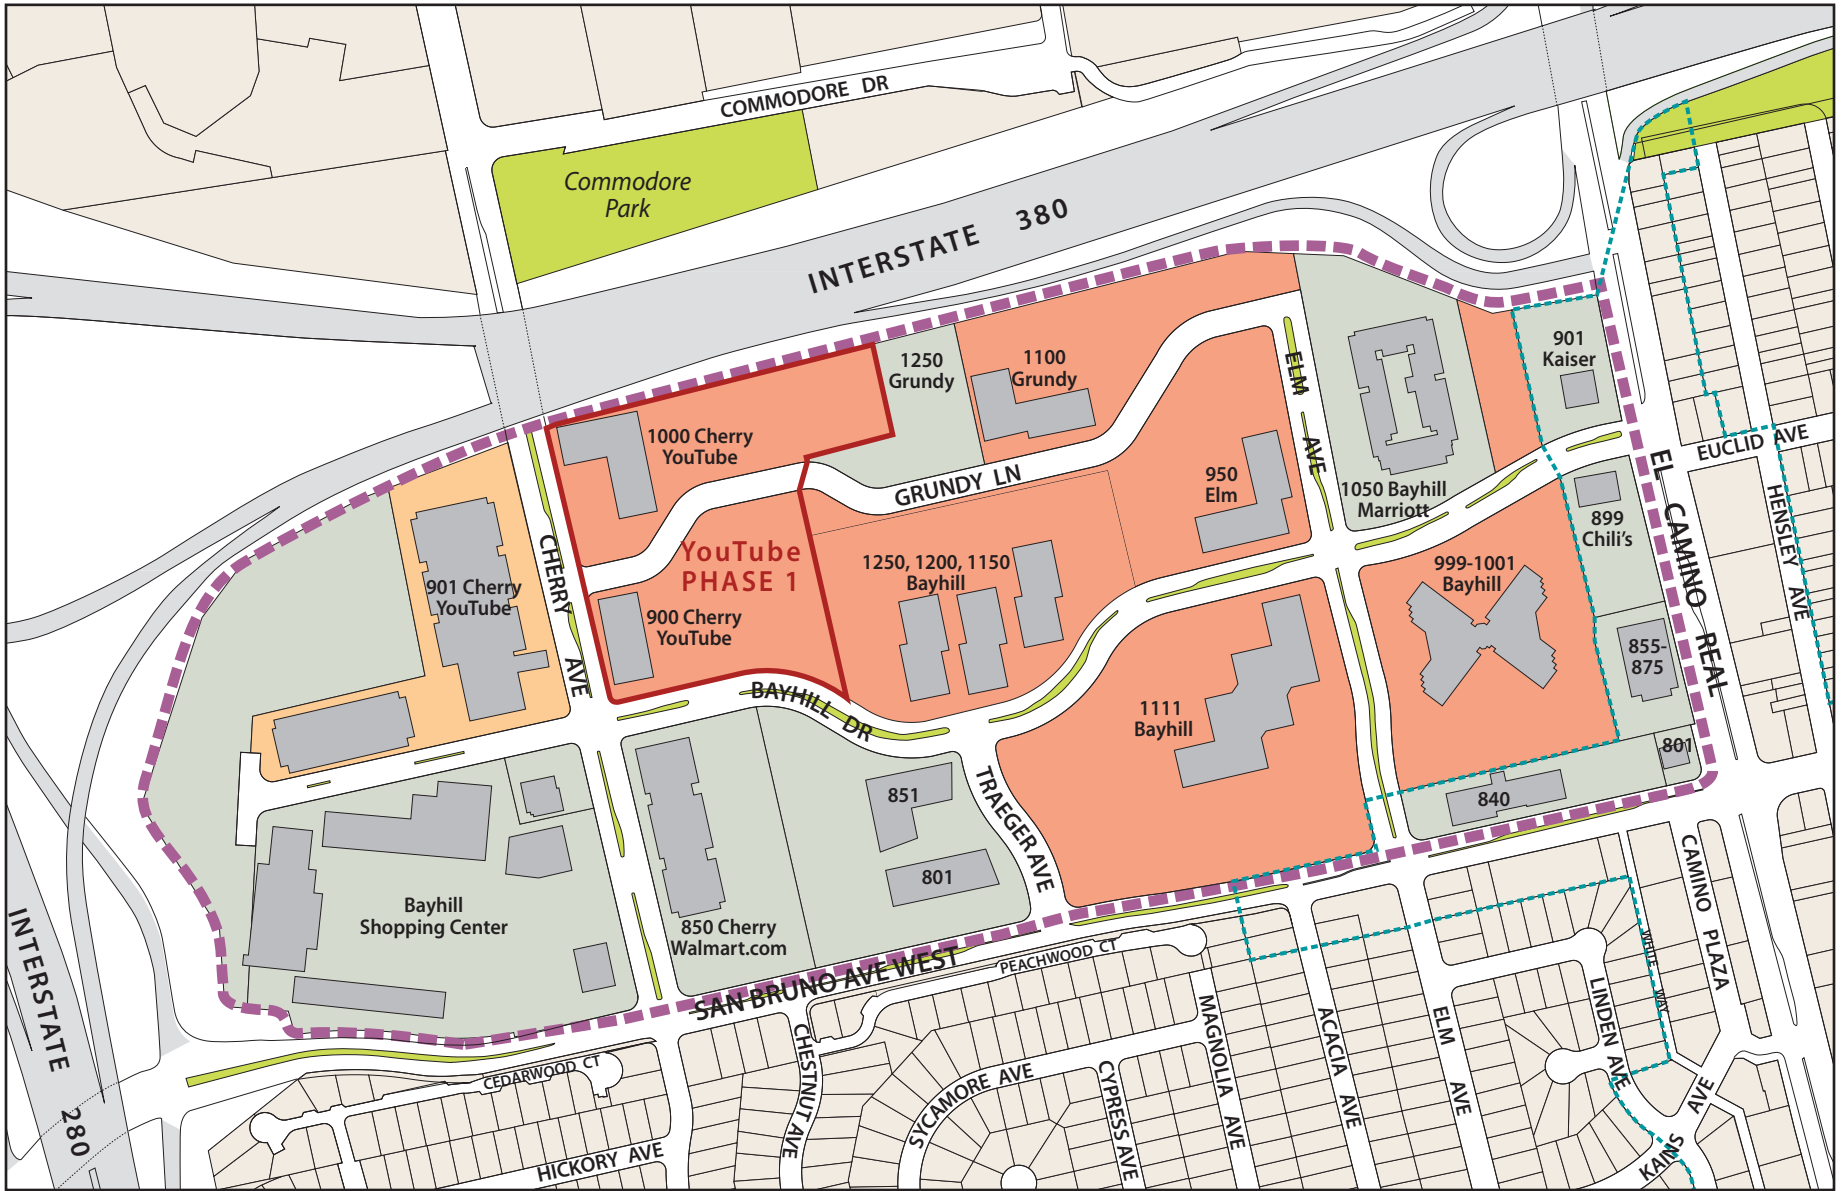 COMMODORE DR
Commodore
Park
INTERSTATE 380
1250
Grundy
1100
Grundy
ELM AVE
901
Kaiser
1000 Cherry
YouTube
GRUNDY LN
950
Elm
1050 Bayhill
Marriott
EUCLID AVE
EL CAMINO REAL
HENSLEY AVE
899
Chili's
CHERRY AVE
901 Cherry
YouTube
YouTube
PHASE 1
900 Cherry
YouTube
1250, 1200, 1150
Bayhill
999-1001
Bayhill
855-
875
BAYHILL DR
1111
Bayhill
801
840
851
801
TRAEGER AVE
Bayhill
Shopping Center
850 Cherry
Walmart.com
SAN BRUNO AVE WEST
PEACHWOOD CT
CEDARWOOD CT
INTERSTATE 280
HICKORY AVE
CHESTNUT AVE
SYCAMORE AVE
CYPRESS AVE
MAGNOLIA AVE
ACACIA AVE
ELM AVE
LINDEN AVE
WHITE WAY
CAMINO PLAZA
KAINS AVE